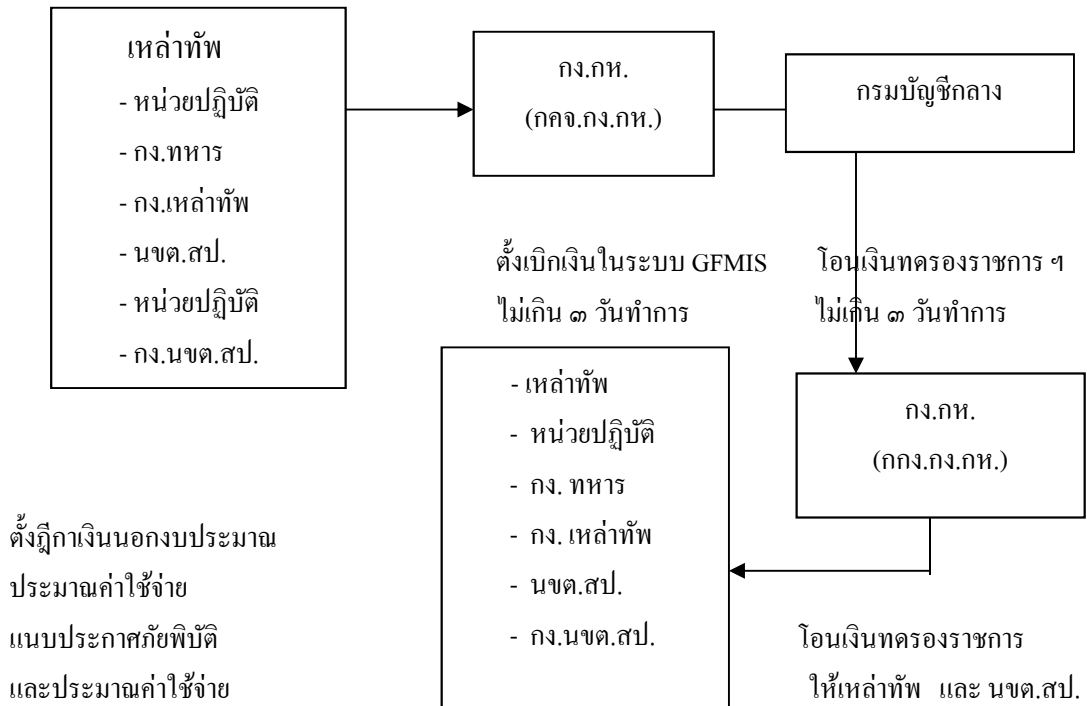 เหล่าทัพ
- หน่วยปฏิบัติ
- กง.ทหาร
- กง.เหล่าทัพ
- นขต.สป.
- หน่วยปฏิบัติ
- กง.นขต.สป.
กง.กห.
(กคจ.กง.กห.)
กรมบัญชีกลาง
ตั้งเบิกเงินในระบบ GFMIS
ไม่เกิน ๓ วันทำการ
โอนเงินทดรองราชการ ฯ
ไม่เกิน ๓ วันทำการ
- เหล่าทัพ
- หน่วยปฏิบัติ
- กง. ทหาร
- กง. เหล่าทัพ
- นขต.สป.
- กง.นขต.สป.
กง.กห.
(กกง.กง.กห.)
ตั้งฎีกาเงินนอกงบประมาณ
ประมาณค่าใช้จ่าย
แนบประกาศภัยพิบัติ
และประมาณค่าใช้จ่าย
โอนเงินทดรองราชการ
ให้เหล่าทัพ และ นขต.สป.